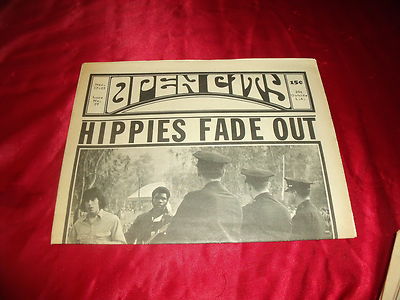 OPEN CITY
15¢
HIPPIES FADE OUT